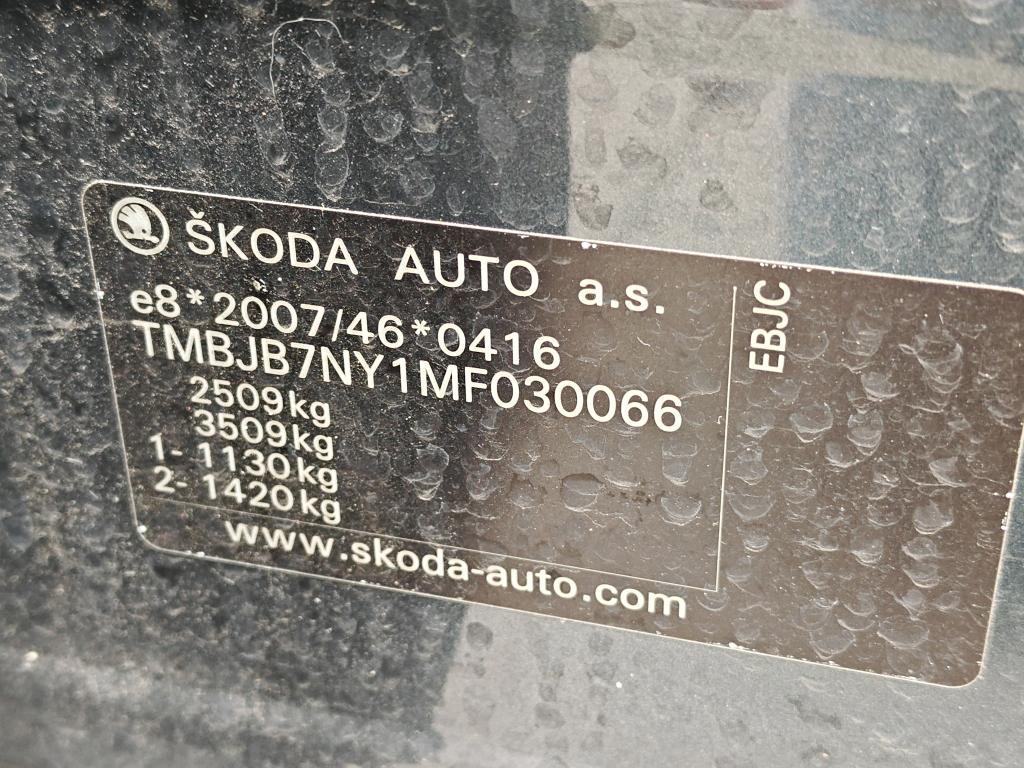 ŠKODA AUTO a.s.
e8*2007/46*0416
TMBJB7NY1MF030066
2509kg
3509kg
1- 1130kg
2- 1420kg
www.skoda-auto.com
EBJC